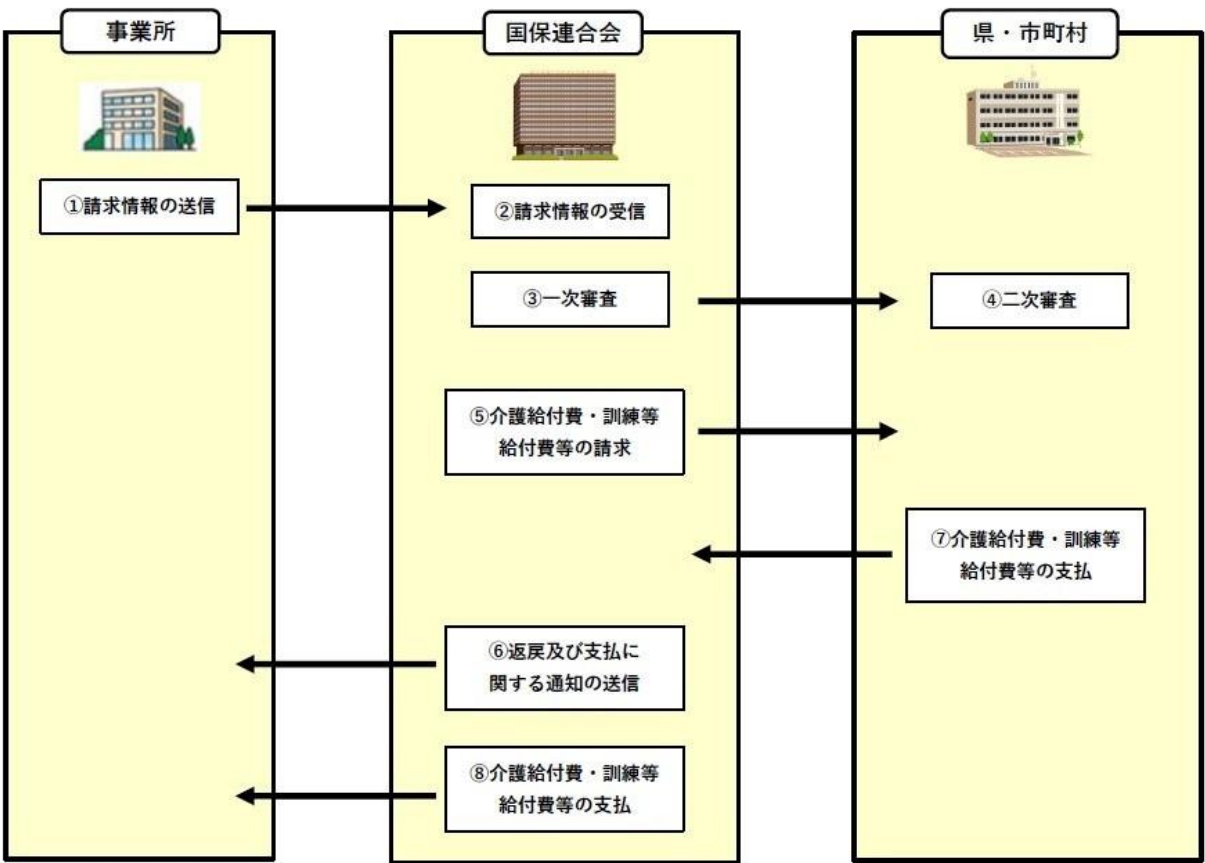 事業所
国保連合会
県・市町村
①請求情報の送信
②請求情報の受信
③一次審査
④二次審査
⑤介護給付費・訓練等
給付費等の請求
⑦介護給付費・訓練等
給付費等の支払
⑥返戻及び支払に
関する通知の送信
⑧介護給付費・訓練等
給付費等の支払